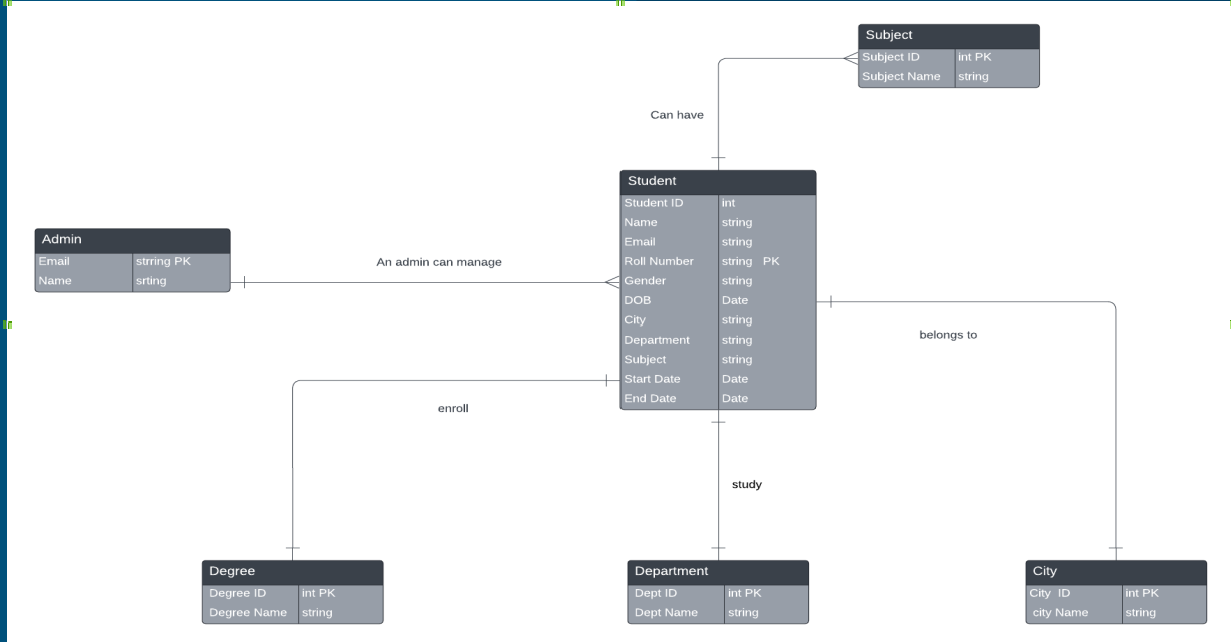 Subject
Subject ID int PK
Subject Name string
Can have
Student
Student ID int
Name string
Email string
Roll Number string PK
Gender string
DOB Date
City string
Department string
Subject string
Start Date Date
End Date Date
Admin
Email strring PK
Name srting
An admin can manage
belongs to
enroll
study
Degree
Degree ID int PK
Degree Name string
Department
Dept ID int PK
Dept Name string
City
City ID int PK
city Name string